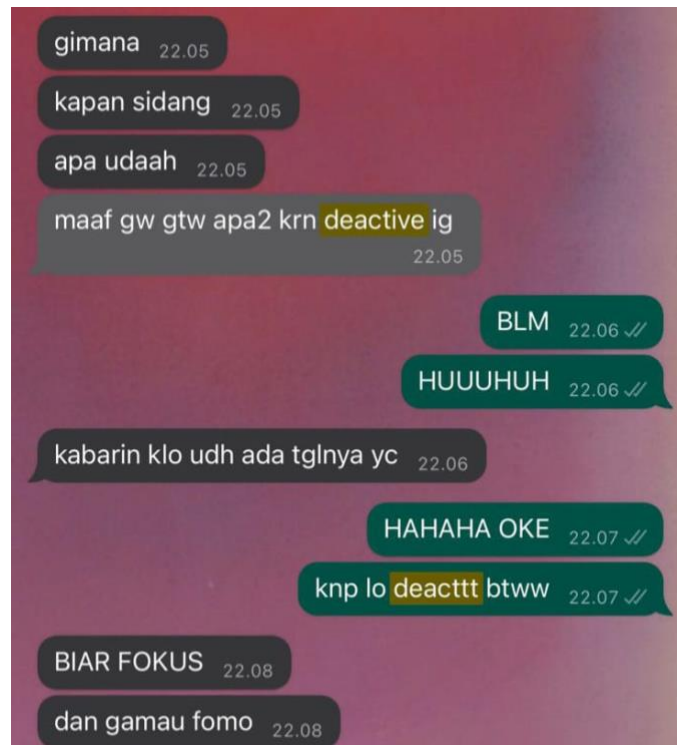 gimana 22.05
kapan sidang 22.05
apa udaah 22.05
maaf gw gtw apa2 krn deactive ig
22.05
BLM 22.06
HUUUHUH 22.06
kabarin klo udh ada tglnya yc 22.06
HAHAHA OKE 22.07
knp lo deacttt btww 22.07
BIAR FOKUS 22.08
dan gamau fomo 22.08